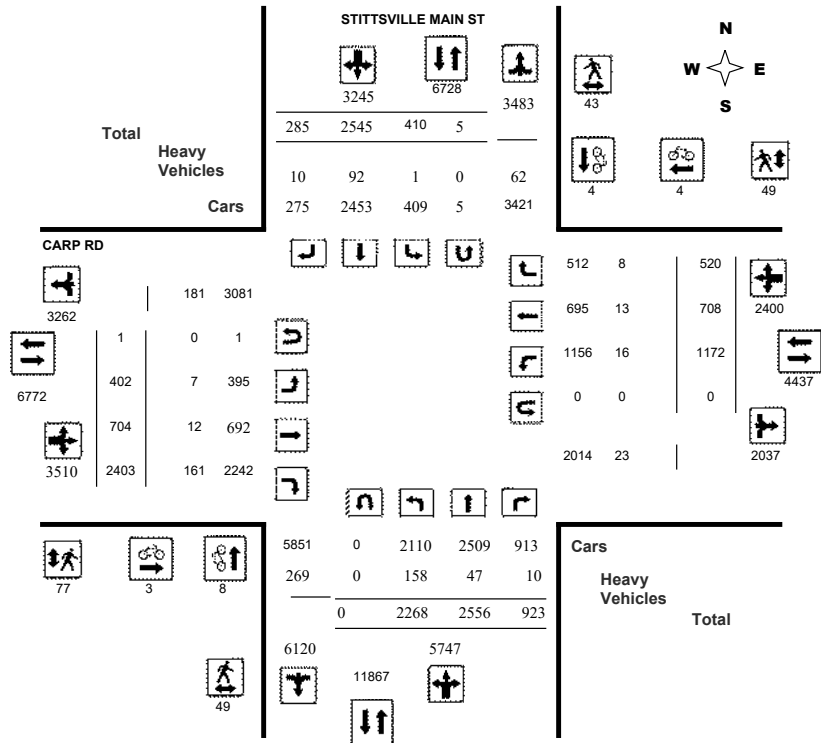 STITTSVILLE MAIN ST
N
W E
S
3245 6728 3483 43
Total 285 2545 410 5
Heavy
Vehicles 10 92 1 0 62
4 4 49
Cars 275 2453 409 5 3421
CARP RD
512 8 520
3262 181 3081
695 13 708 2400
1 0 1
1156 16 1172
6772 402 7 395 4437
0 0 0
704 12 692
3510 2403 161 2242
2014 23 2037
5851 0 2110 2509 913 Cars
269 0 158 47 10 Heavy
Vehicles
77 3 8
0 2268 2556 923 Total
6120 5747
11867
49